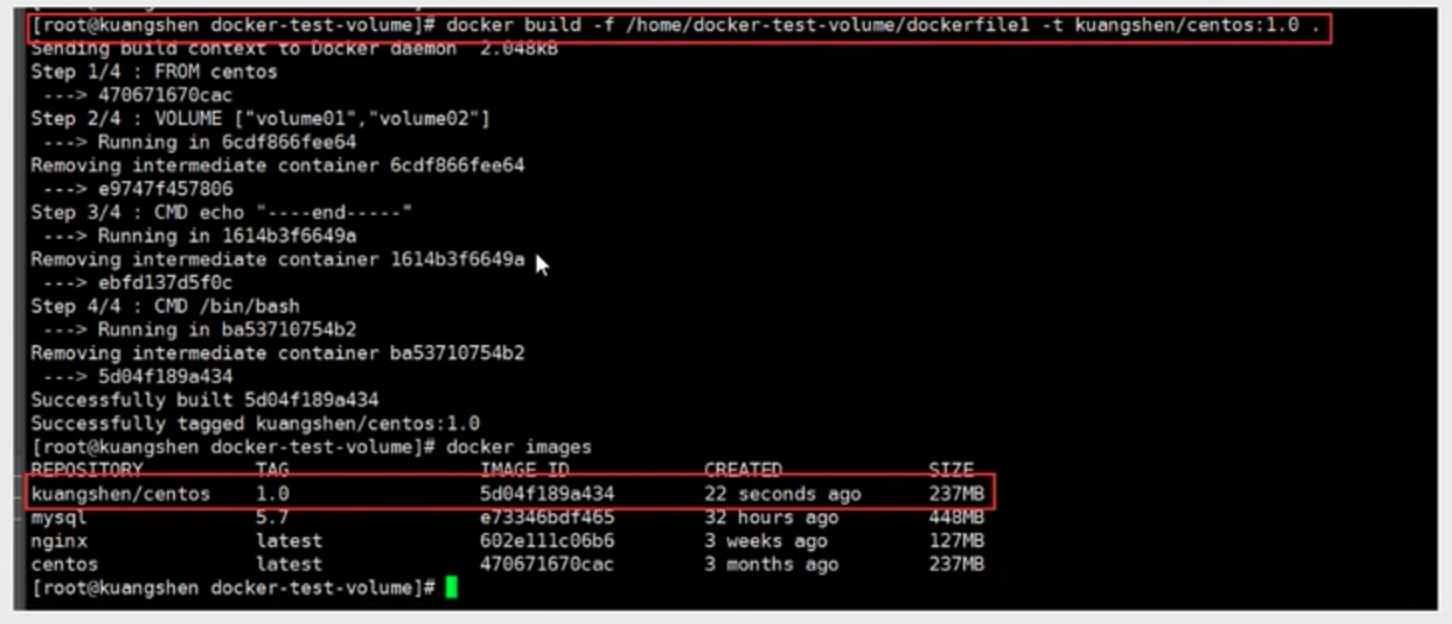 [root@kuangshen docker-test-volume]# docker build -f /home/docker-test-volume/dockerfile1 -t kuangshen/centos:1.0 .
Sending build context to Docker daemon  2.048kB
Step 1/4 : FROM centos
 ---> 470671670cac
Step 2/4 : VOLUME ["volume01","volume02"]
 ---> Running in 6cdf866fee64
Removing intermediate container 6cdf866fee64
 ---> e9747f457806
Step 3/4 : CMD echo "----end-----"
 ---> Running in 1614b3f6649a
Removing intermediate container 1614b3f6649a
 ---> ebfd137d5f0c
Step 4/4 : CMD /bin/bash
 ---> Running in ba53710754b2
Removing intermediate container ba53710754b2
 ---> 5d04f189a434
Successfully built 5d04f189a434
Successfully tagged kuangshen/centos:1.0
[root@kuangshen docker-test-volume]# docker images
REPOSITORY          TAG                 IMAGE ID            CREATED             SIZE
kuangshen/centos    1.0                 5d04f189a434        22 seconds ago      237MB
mysql               5.7                 e73346bdf465        32 hours ago        448MB
nginx               latest              602e111c06b6        3 weeks ago         127MB
centos              latest              470671670cac        3 months ago        237MB
[root@kuangshen docker-test-volume]#